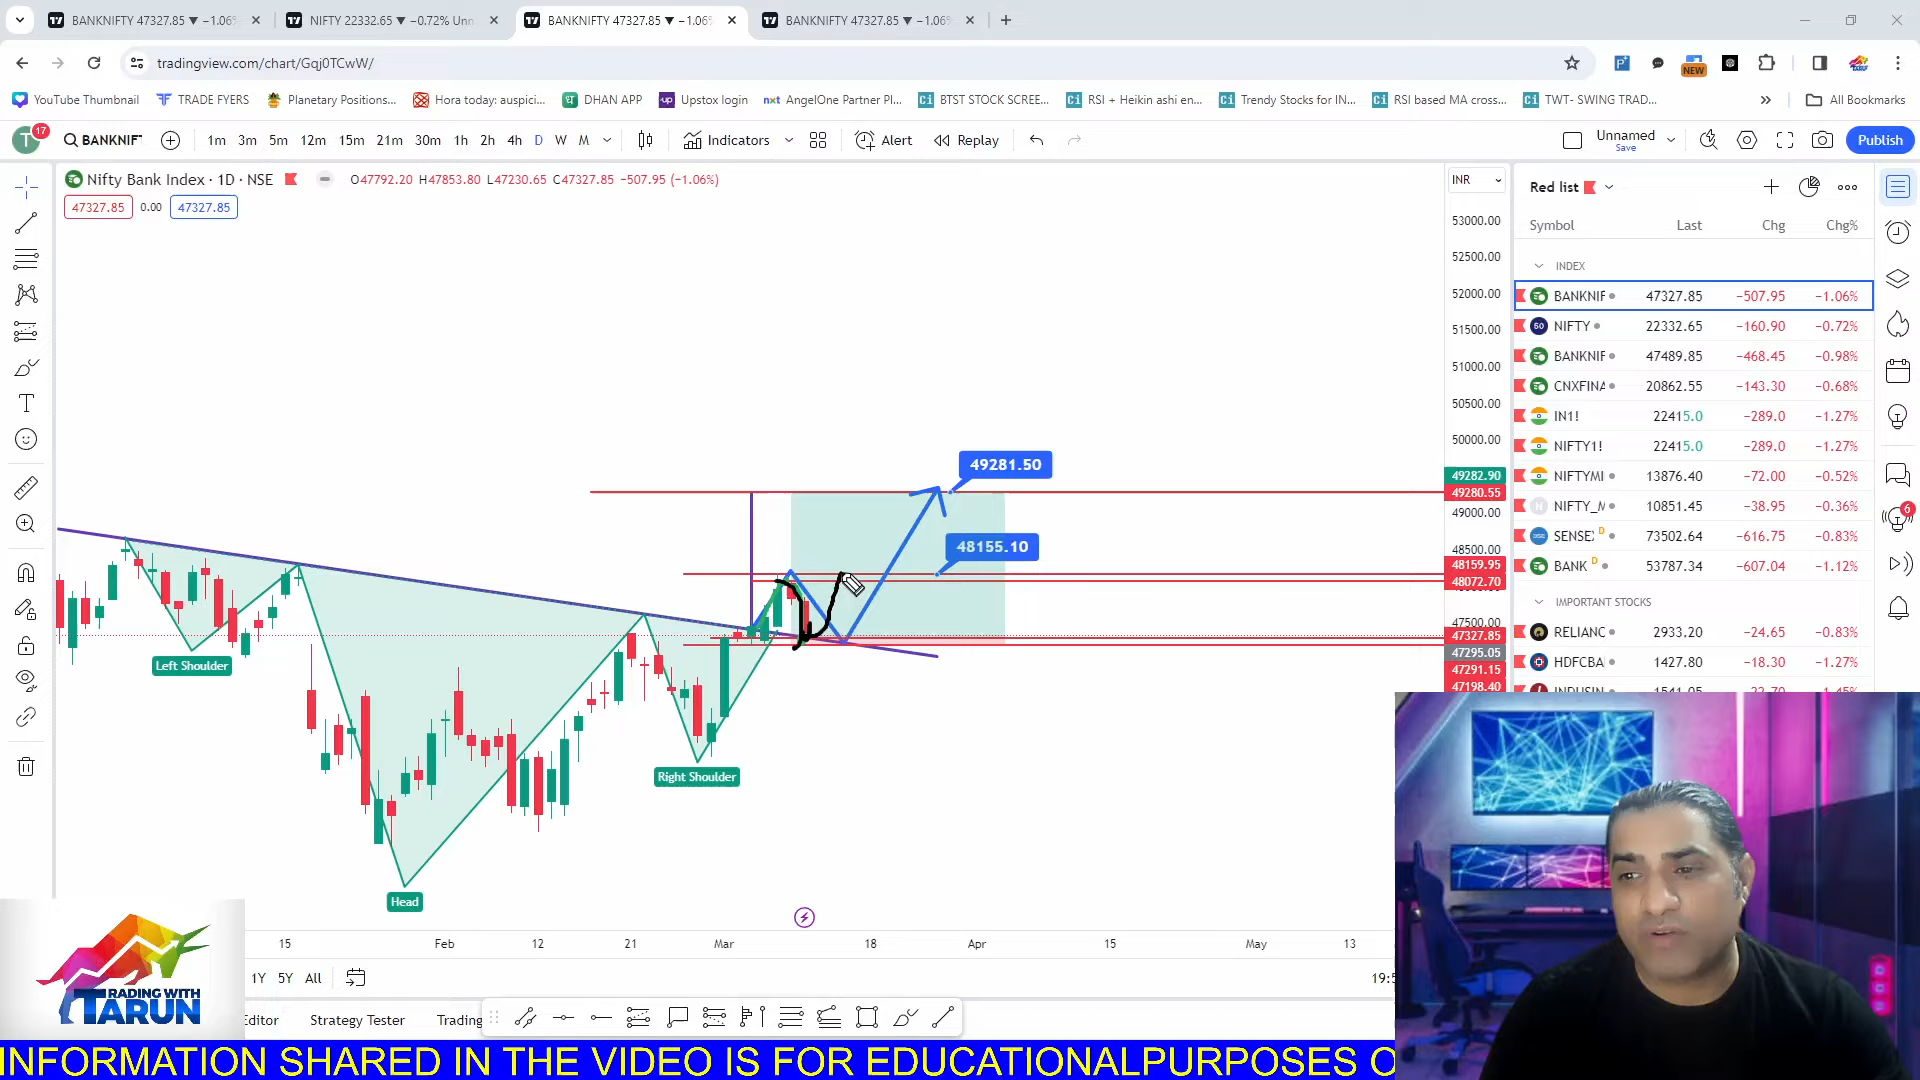 BANKNIFTY 47327.85 ▼ −1.06%
NIFTY 22332.65 ▼ −0.72% Unn
BANKNIFTY 47327.85 ▼ −1.06%
BANKNIFTY 47327.85 ▼ −1.06%
tradingview.com/chart/Gqj0TCwW/
NEW
YouTube Thumbnail
TRADE FYERS
Planetary Positions...
Hora today: auspici...
DHAN APP
Upstox login
nxt AngelOne Partner Pl...
Ci BTST STOCK SCREE...
Ci RSI + Heikin ashi en...
Ci Trendy Stocks for IN...
Ci RSI based MA cross...
Ci TWT- SWING TRAD...
» All Bookmarks
T 17 BANKNIF
1m 3m 5m 12m 15m 21m 30m 1h 2h 4h D W M
Indicators
Alert
Replay
Unnamed
Save
Publish
Nifty Bank Index · 1D · NSE
O47792.20 H47853.80 L47230.65 C47327.85 −507.95 (−1.06%)
47327.85 0.00 47327.85
INR
53000.00
52500.00
52000.00
51500.00
51000.00
50500.00
50000.00
49282.90
49280.55
49000.00
48500.00
48159.95
48072.70
47500.00
47327.85
47295.05
47291.15
47198.40
49281.50
48155.10
Left Shoulder
Right Shoulder
Head
15 Feb 12 21 Mar 18 Apr 15 May 13
1Y 5Y All
Editor Strategy Tester Trading
Red list
Symbol Last Chg Chg%
INDEX
BANKNIF 47327.85 −507.95 −1.06%
50 NIFTY 22332.65 −160.90 −0.72%
BANKNIF 47489.85 −468.45 −0.98%
CNXFINA 20862.55 −143.30 −0.68%
IN1! 22415.0 −289.0 −1.27%
NIFTY1! 22415.0 −289.0 −1.27%
NIFTYMI 13876.40 −72.00 −0.52%
N NIFTY_M 10851.45 −38.95 −0.36%
SENSE D 73502.64 −616.75 −0.83%
BANK D 53787.34 −607.04 −1.12%
IMPORTANT STOCKS
RELIANC 2933.20 −24.65 −0.83%
HDFCBA 1427.80 −18.30 −1.27%
6
TRADING WITH
TARUN
INFORMATION SHARED IN THE VIDEO IS FOR EDUCATIONALPURPOSES O